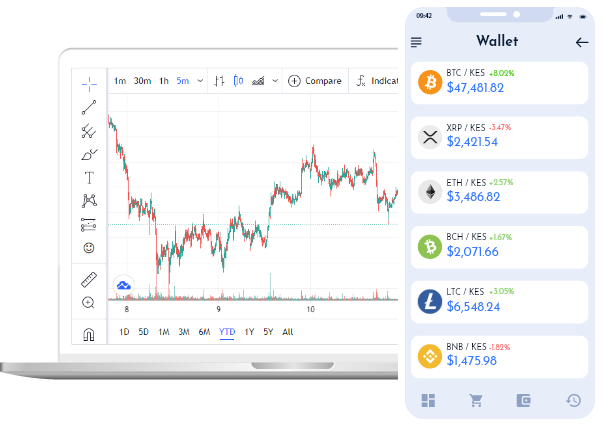 1m 30m 1h 5m Compare Indicat
8 9 10
1D 5D 1M 3M 6M YTD 1Y 5Y All
09:42
Wallet
BTC / KES +8.02%
$47,481.82
XRP / KES -3.47%
$2,421.54
ETH / KES +2.57%
$3,486.82
BCH / KES +1.67%
$2,071.66
LTC / KES +3.05%
$6,548.24
BNB / KES -1.82%
$1,475.98